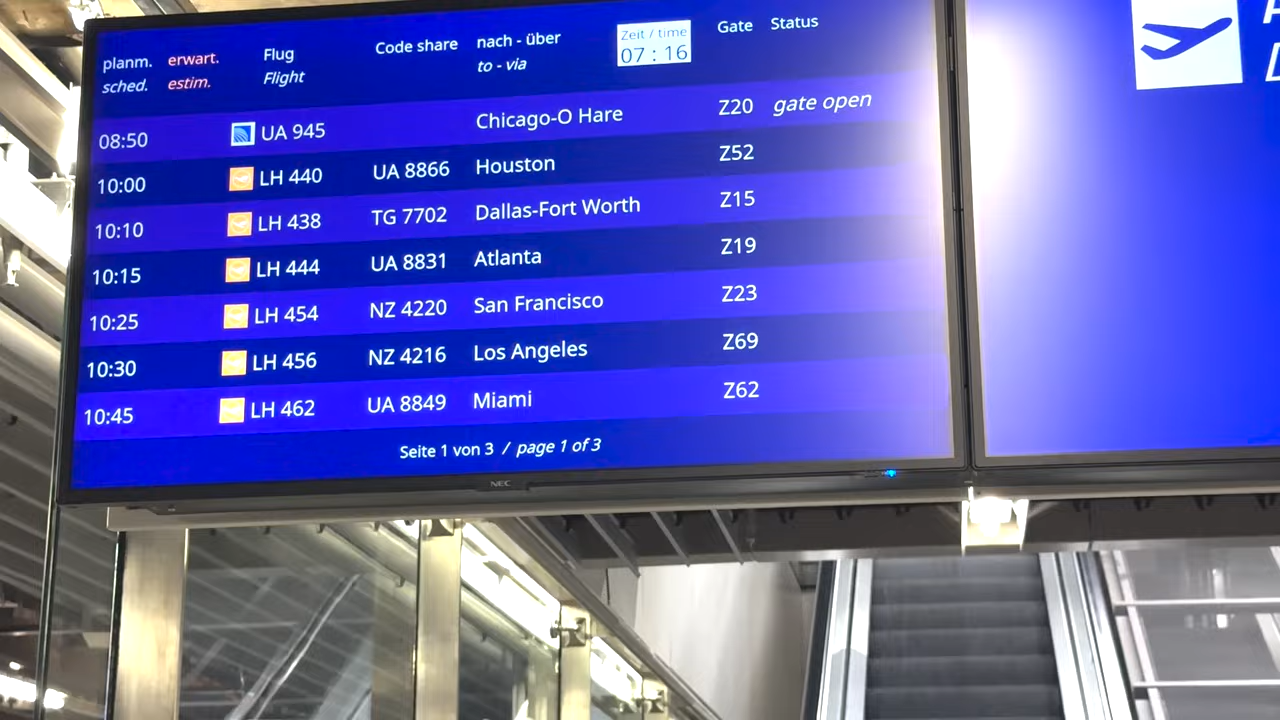 planm. erwart. Flug Code share nach - über Zeit / time Gate Status
sched. estim. Flight to - via 07 : 16
08:50 UA 945 Chicago-O Hare Z20 gate open
10:00 LH 440 UA 8866 Houston Z52
10:10 LH 438 TG 7702 Dallas-Fort Worth Z15
10:15 LH 444 UA 8831 Atlanta Z19
10:25 LH 454 NZ 4220 San Francisco Z23
10:30 LH 456 NZ 4216 Los Angeles Z69
10:45 LH 462 UA 8849 Miami Z62
Seite 1 von 3 / page 1 of 3
NEC